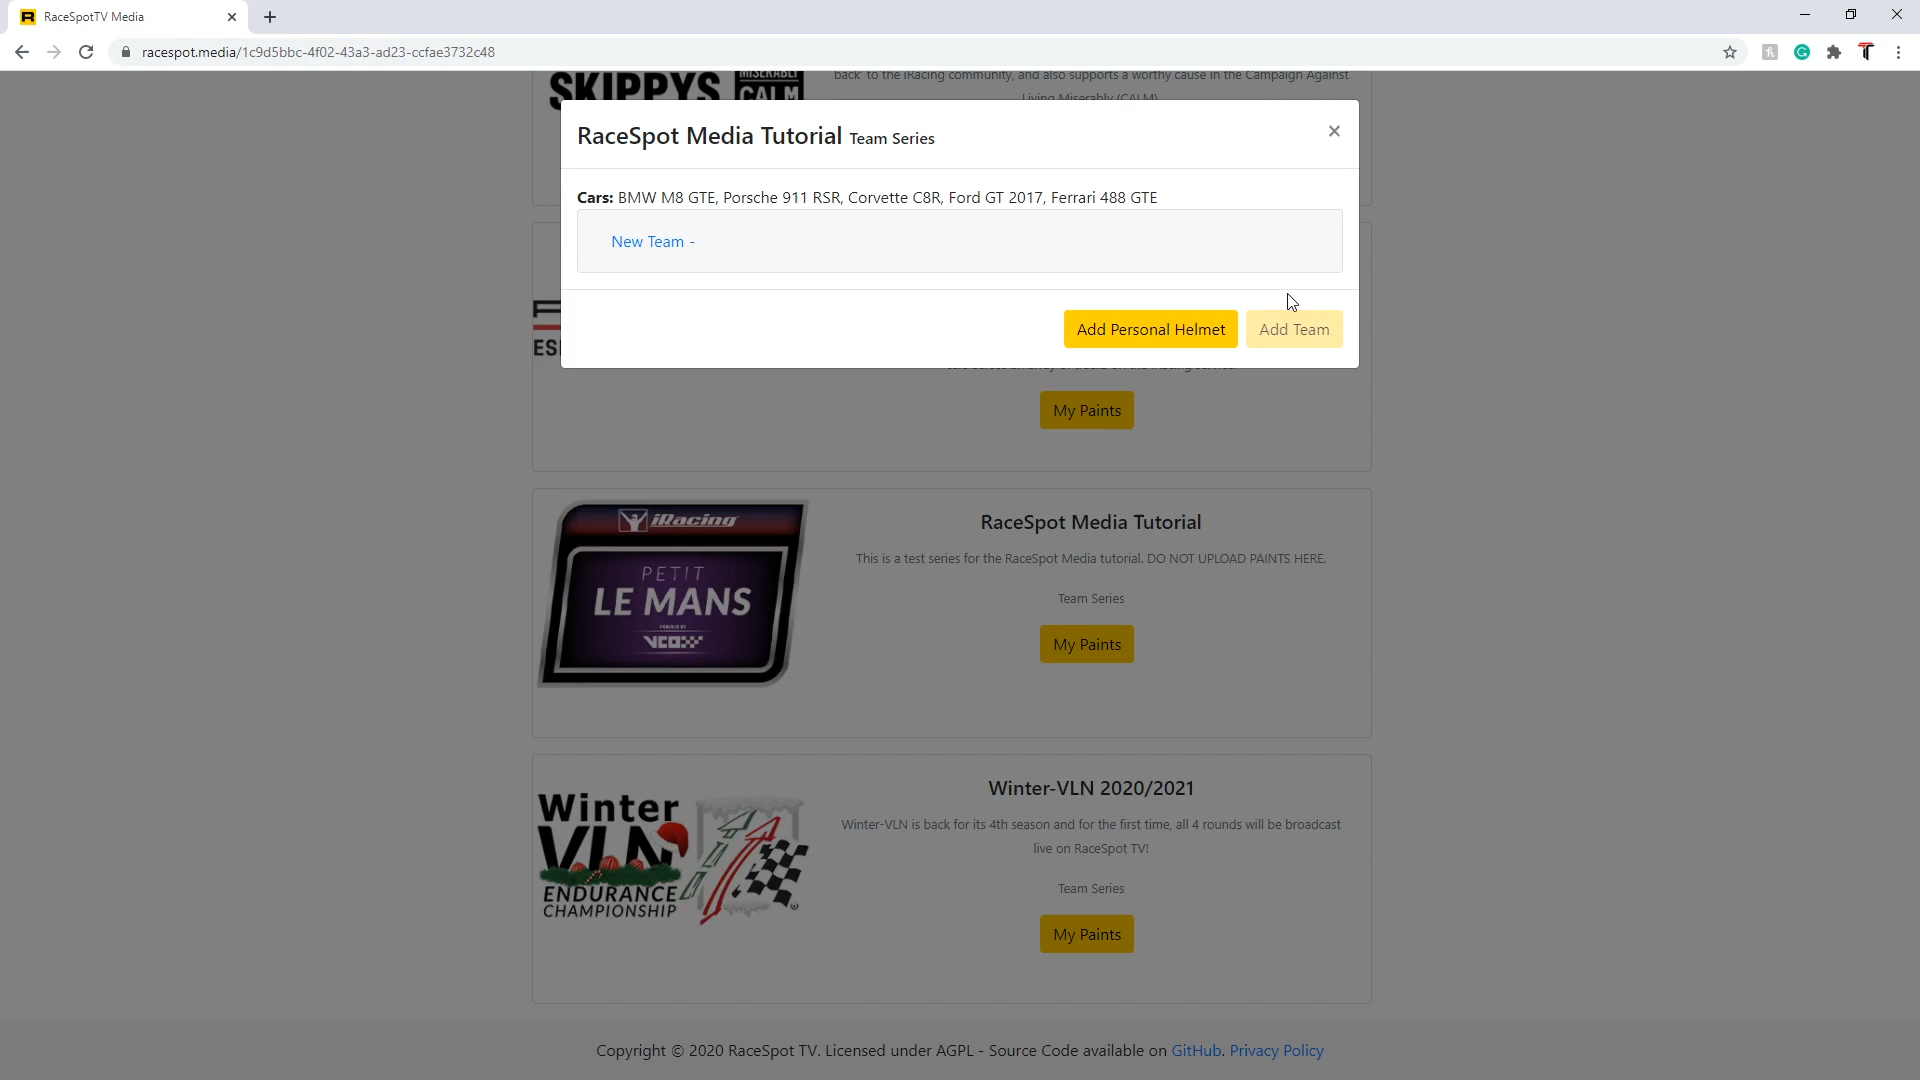 RaceSpotTV Media
racespot.media/1c9d5bbc-4f02-43a3-ad23-ccfae3732c48
SKIPPYS
MISERABLY
CALM
back' to the iRacing community, and also supports a worthy cause in the Campaign Against
Living Miserably (CALM)
RaceSpot Media Tutorial Team Series
×
Cars: BMW M8 GTE, Porsche 911 RSR, Corvette C8R, Ford GT 2017, Ferrari 488 GTE
New Team -
Add Personal Helmet
Add Team
My Paints
iRacing
PETIT
LE MANS
POWERED BY
VCO
RaceSpot Media Tutorial
This is a test series for the RaceSpot Media tutorial. DO NOT UPLOAD PAINTS HERE.
Team Series
My Paints
Winter
VLN
ENDURANCE
CHAMPIONSHIP
Winter-VLN 2020/2021
Winter-VLN is back for its 4th season and for the first time, all 4 rounds will be broadcast
live on RaceSpot TV!
Team Series
My Paints
Copyright © 2020 RaceSpot TV. Licensed under AGPL - Source Code available on GitHub. Privacy Policy